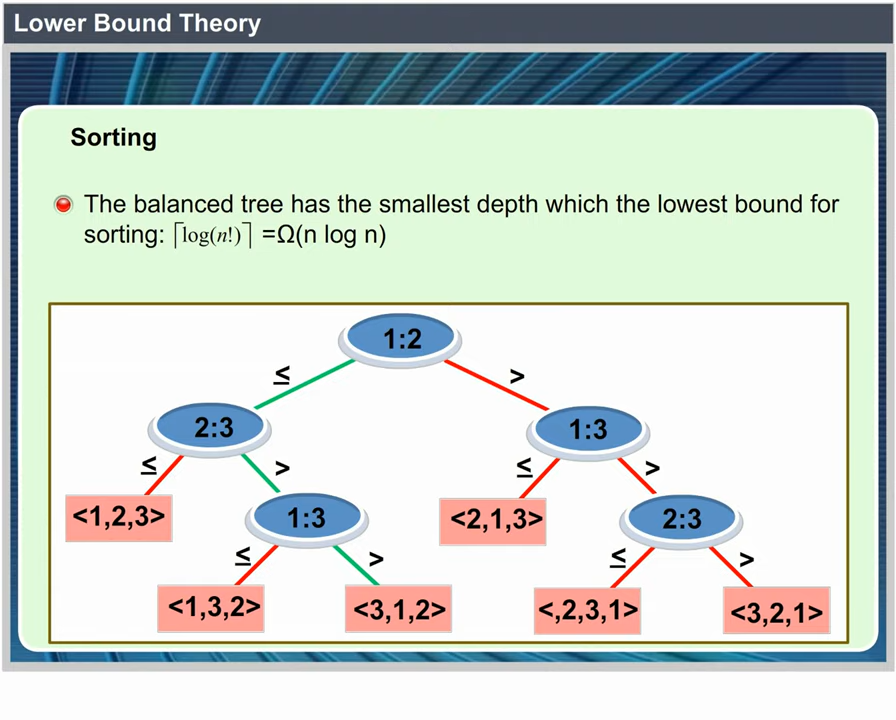 Lower Bound Theory
Sorting
The balanced tree has the smallest depth which the lowest bound for
sorting: ⌈log(n!)⌉ =Ω(n log n)
1:2
≤ >
2:3 1:3
≤ > ≤ >
<1,2,3> 1:3 <2,1,3> 2:3
≤ > ≤ >
<1,3,2> <3,1,2> <,2,3,1> <3,2,1>